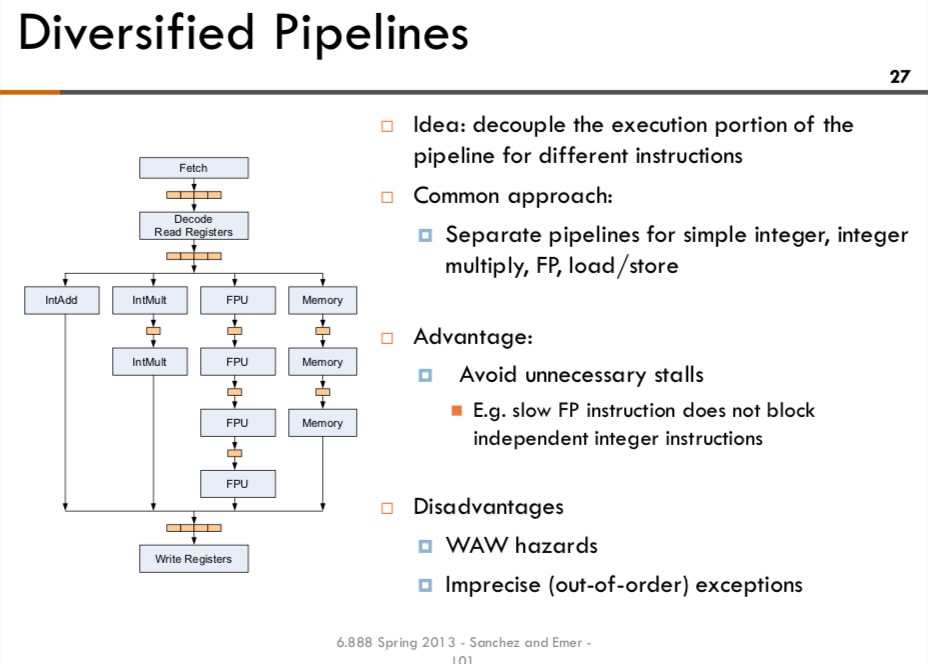 Diversified Pipelines
27
Idea: decouple the execution portion of the
pipeline for different instructions
Common approach:
Separate pipelines for simple integer, integer
multiply, FP, load/store
Advantage:
Avoid unnecessary stalls
E.g. slow FP instruction does not block
independent integer instructions
Disadvantages
WAW hazards
Imprecise (out-of-order) exceptions
Fetch
Decode
Read Registers
IntAdd
IntMult
FPU
Memory
IntMult
FPU
Memory
FPU
Memory
FPU
Write Registers
6.888 Spring 2013 - Sanchez and Emer -
L01